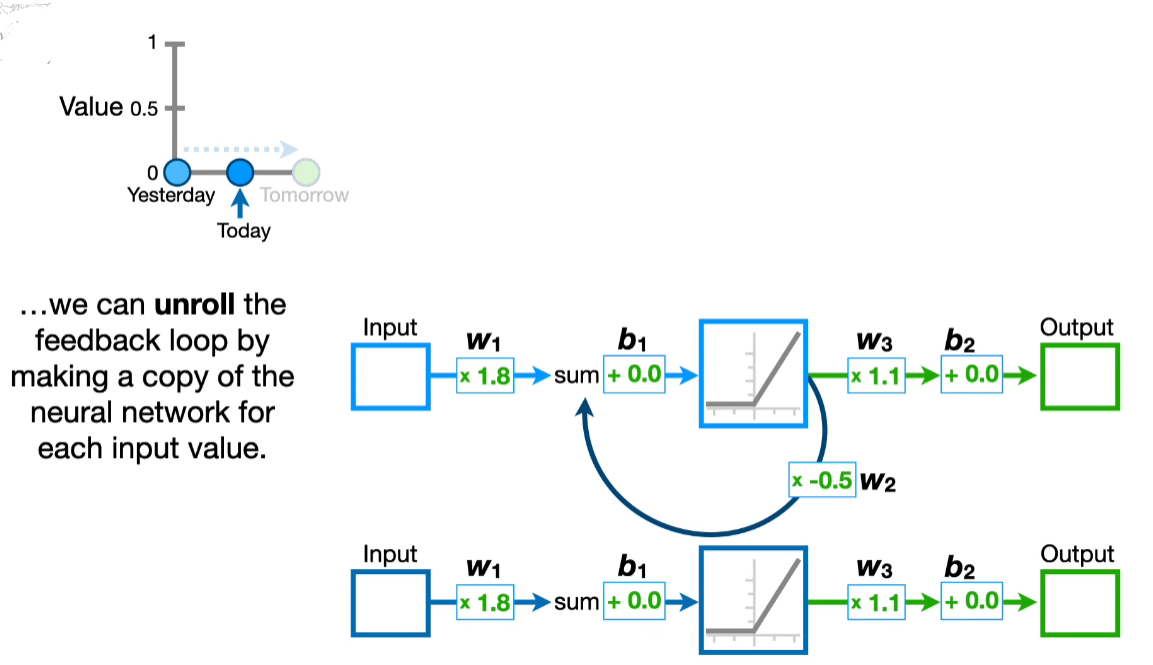 1
Value 0.5
0
Yesterday Tomorrow
Today
...we can unroll the
feedback loop by
making a copy of the
neural network for
each input value.
Input w1 b1 w3 b2 Output
x 1.8 sum + 0.0 x 1.1 + 0.0
x -0.5 w2
Input w1 b1 w3 b2 Output
x 1.8 sum + 0.0 x 1.1 + 0.0